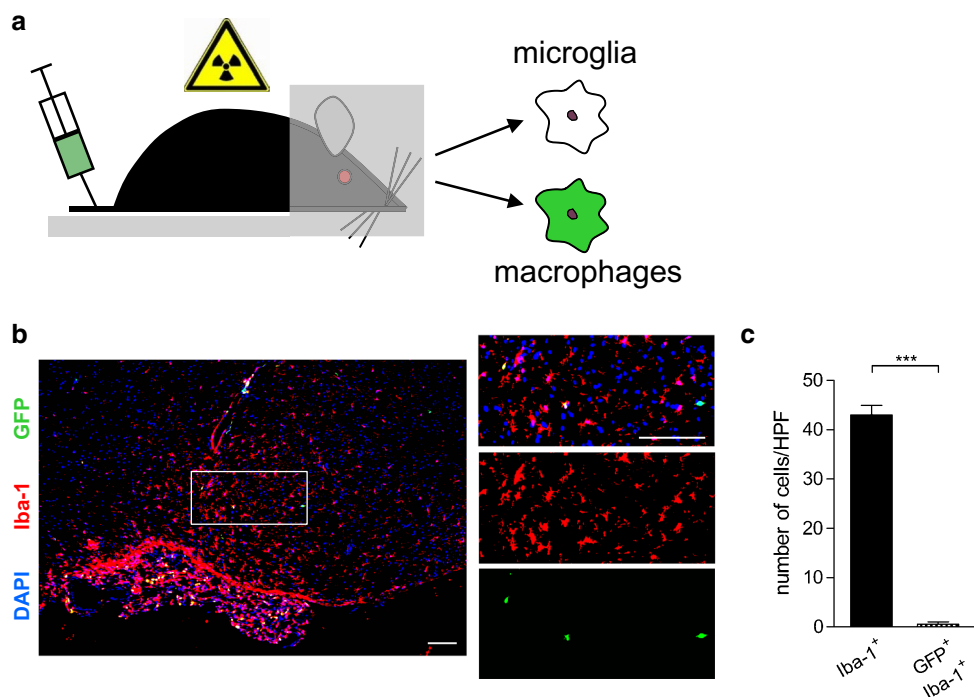 a
microglia
macrophages
b
GFP
Iba-1
DAPI
c
***
number of cells/HPF
50
40
30
20
10
0
Iba-1⁺
GFP⁺
Iba-1⁺